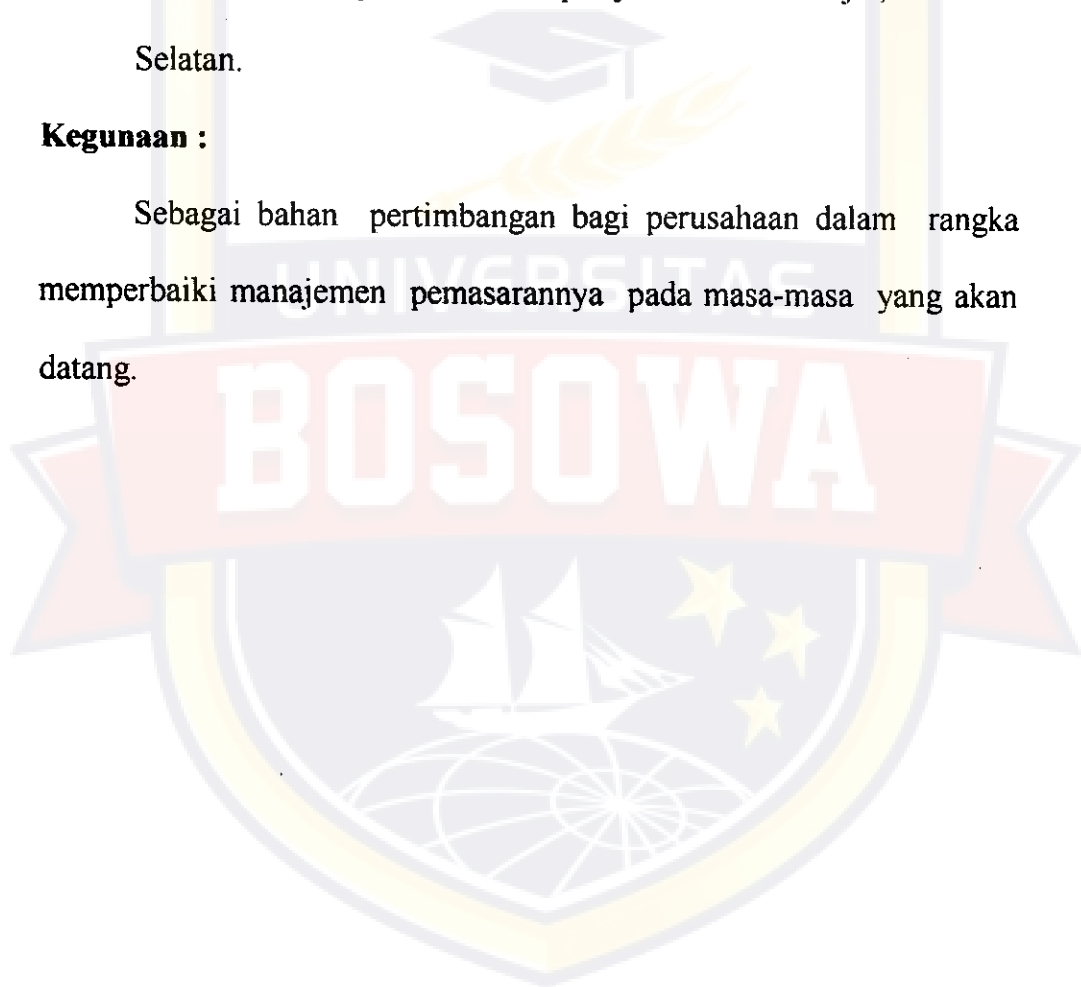 Selatan.
Kegunaan :
Sebagai bahan pertimbangan bagi perusahaan dalam rangka
memperbaiki manajemen pemasarannya pada masa-masa yang akan
datang.
UNIVERSITAS
BOSOWA